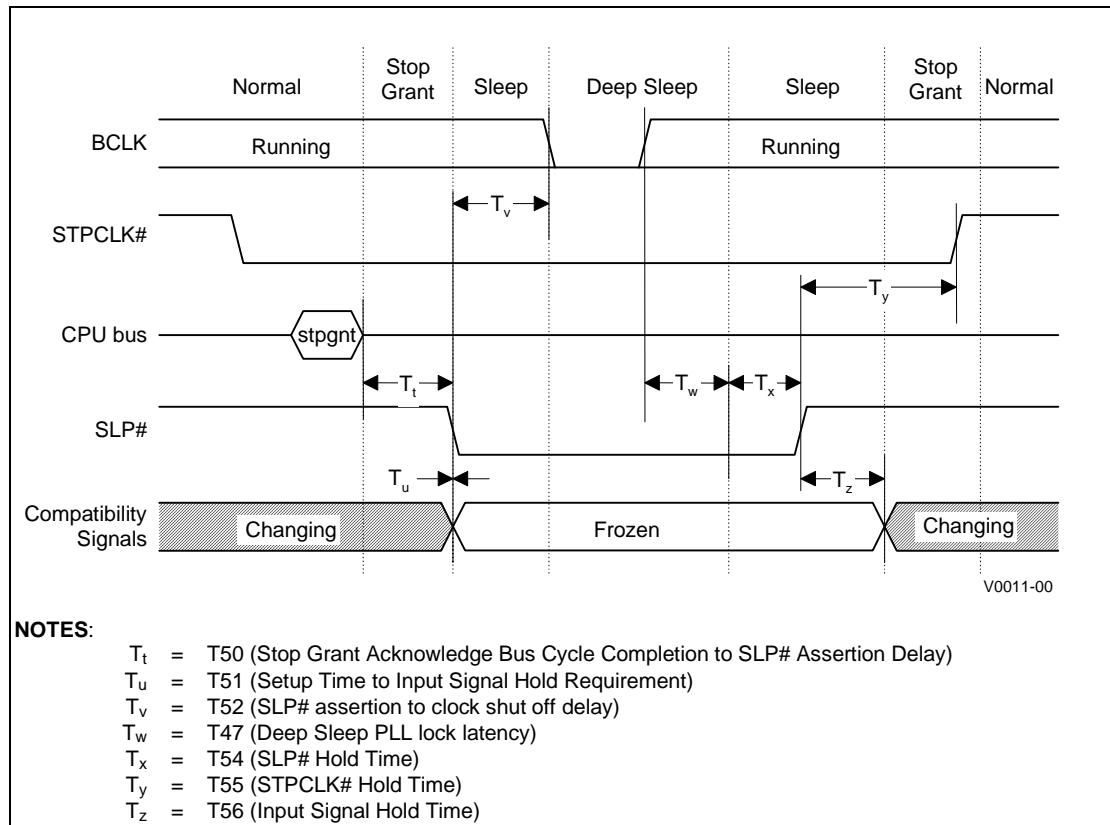 Normal
Stop
Grant
Sleep
Deep Sleep
Sleep
Stop
Grant
Normal
BCLK
Running
Running
Tv
STPCLK#
Ty
CPU bus
stpgnt
Tt
Tw
Tx
SLP#
Tu
Tz
Compatibility
Signals
Changing
Frozen
Changing
V0011-00
NOTES:
Tt = T50 (Stop Grant Acknowledge Bus Cycle Completion to SLP# Assertion Delay)
Tu = T51 (Setup Time to Input Signal Hold Requirement)
Tv = T52 (SLP# assertion to clock shut off delay)
Tw = T47 (Deep Sleep PLL lock latency)
Tx = T54 (SLP# Hold Time)
Ty = T55 (STPCLK# Hold Time)
Tz = T56 (Input Signal Hold Time)